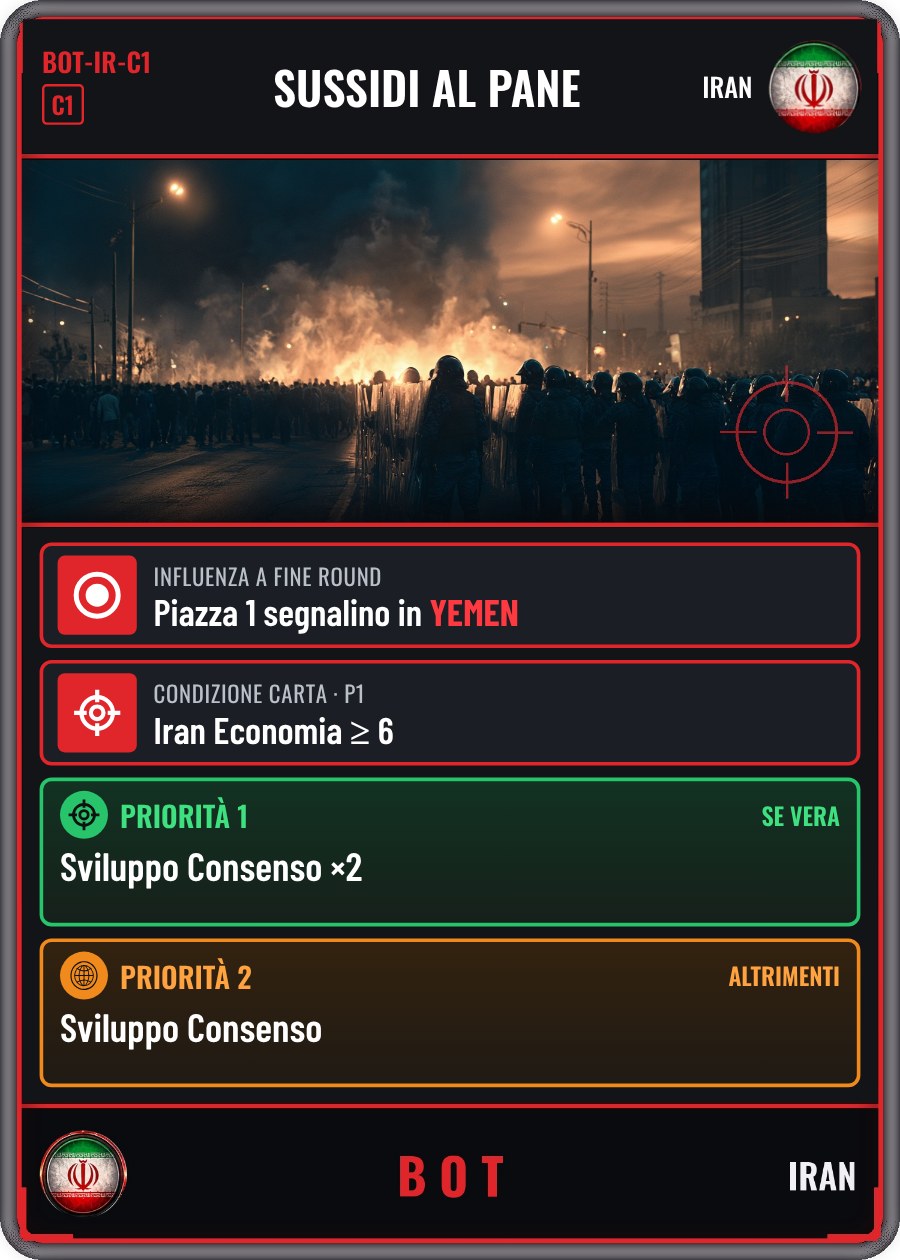 BOT-IR-C1
C1
SUSSIDI AL PANE
IRAN
INFLUENZA A FINE ROUND
Piazza 1 segnalino in YEMEN
CONDIZIONE CARTA · P1
Iran Economia ≥ 6
PRIORITÀ 1
SE VERA
Sviluppo Consenso ×2
PRIORITÀ 2
ALTRIMENTI
Sviluppo Consenso
BOT
IRAN